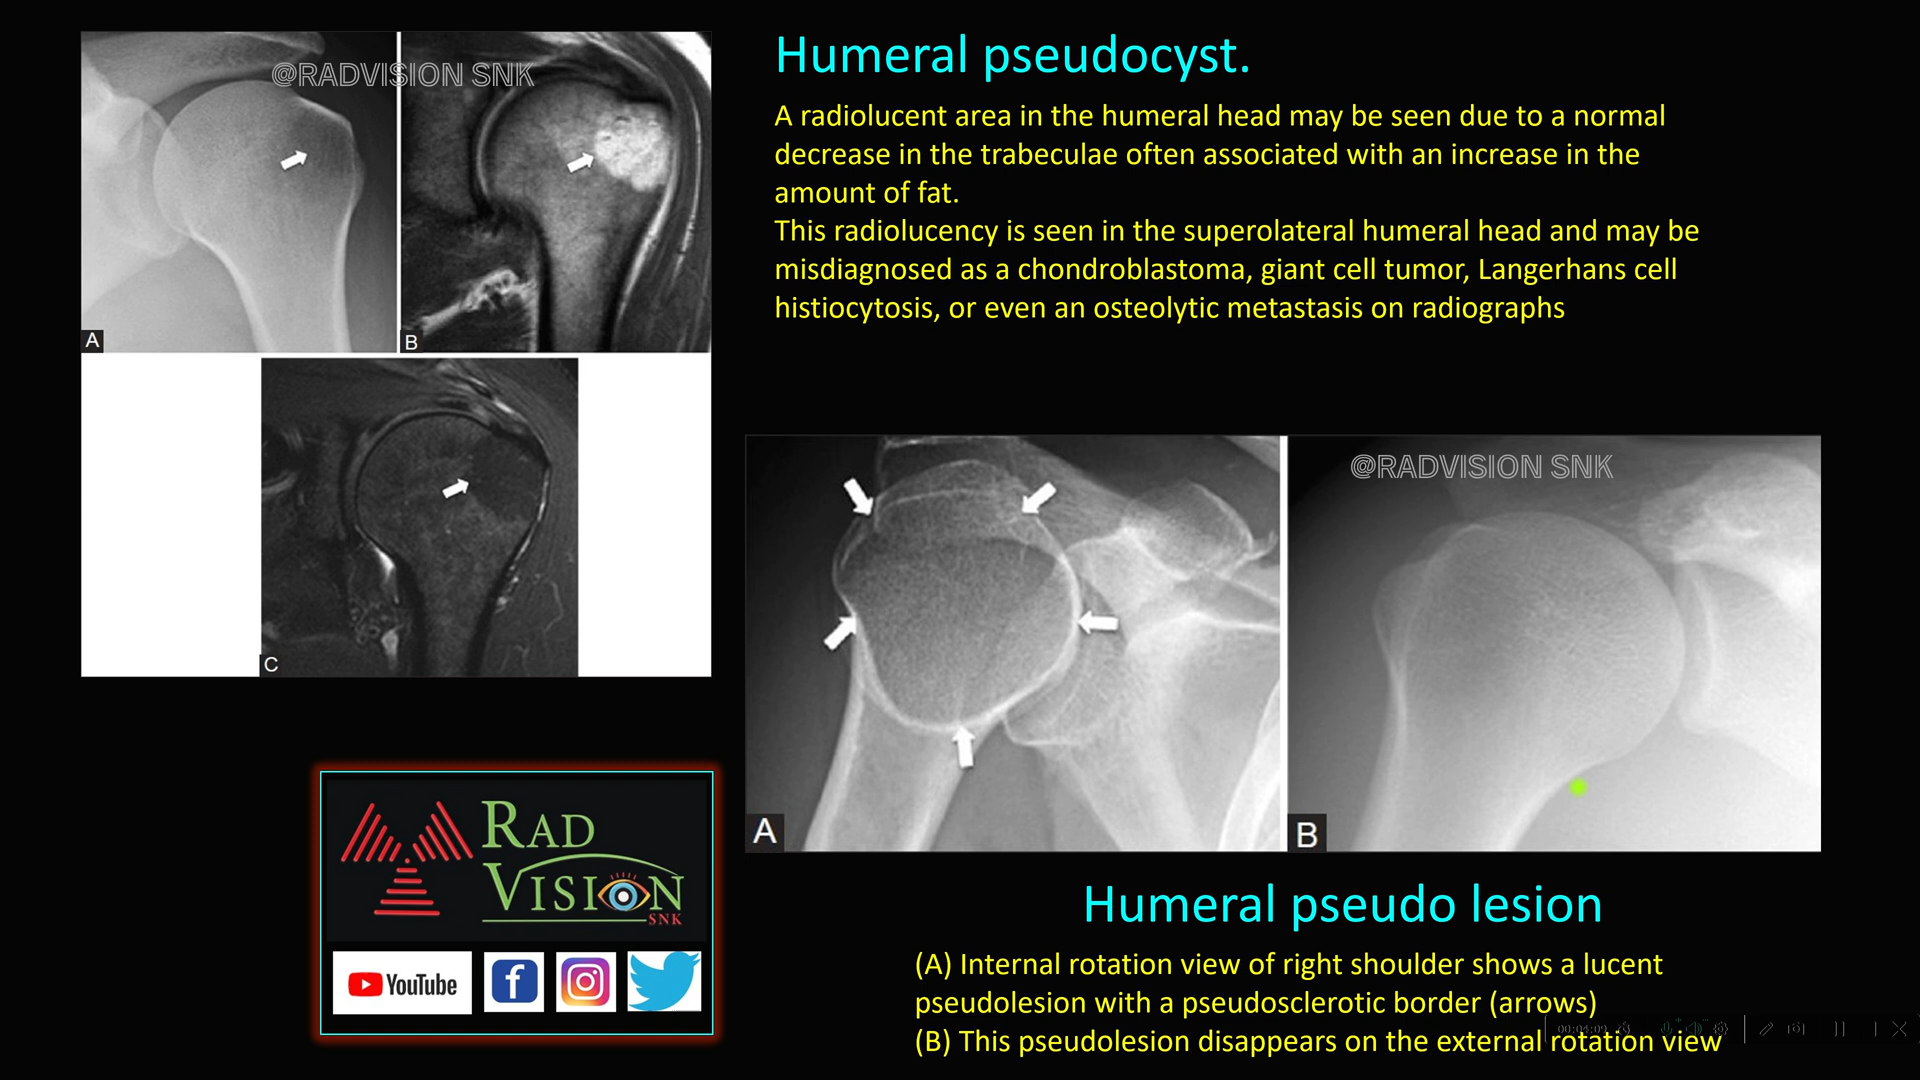 @RADVISION SNK
A
B
C
Humeral pseudocyst.
A radiolucent area in the humeral head may be seen due to a normal
decrease in the trabeculae often associated with an increase in the
amount of fat.
This radiolucency is seen in the superolateral humeral head and may be
misdiagnosed as a chondroblastoma, giant cell tumor, Langerhans cell
histiocytosis, or even an osteolytic metastasis on radiographs
@RADVISION SNK
A
B
Humeral pseudo lesion
(A) Internal rotation view of right shoulder shows a lucent
pseudolesion with a pseudosclerotic border (arrows)
(B) This pseudolesion disappears on the external rotation view
RAD
VISION
SNK
YouTube